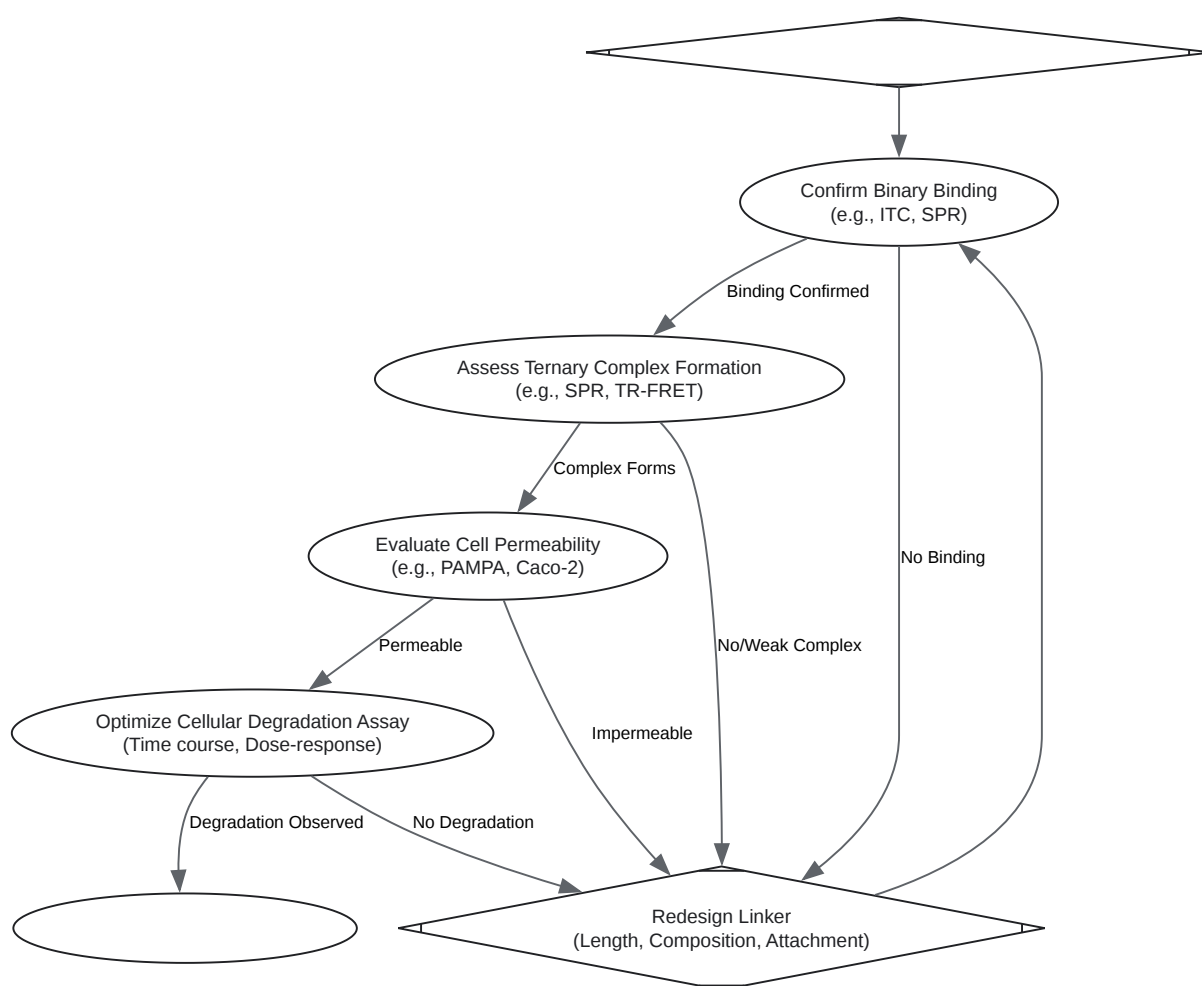 Confirm Binary Binding
(e.g., ITC, SPR)
Binding Confirmed
Assess Ternary Complex Formation
(e.g., SPR, TR-FRET)
Complex Forms
Evaluate Cell Permeability
(e.g., PAMPA, Caco-2)
No Binding
Permeable
No/Weak Complex
Optimize Cellular Degradation Assay
(Time course, Dose-response)
Impermeable
Degradation Observed
No Degradation
Redesign Linker
(Length, Composition, Attachment)